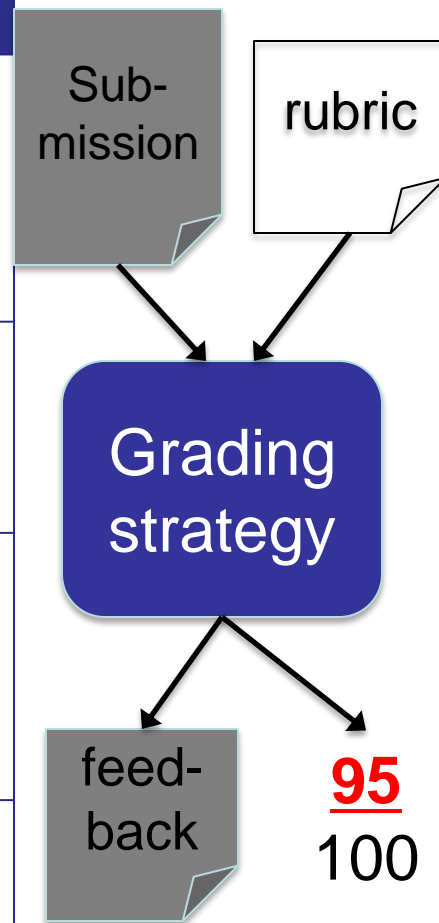 Sub-
mission
rubric
Grading
strategy
feed-
back
95
100